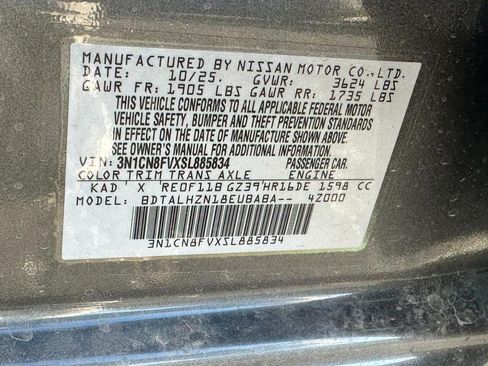 MANUFACTURED BY NISSAN MOTOR CO.,LTD.
DATE: 10/25. GVWR: 3624 LBS
GAWR FR: 1905 LBS GAWR RR: 1735 LBS
THIS VEHICLE CONFORMS TO ALL APPLICABLE FEDERAL MOTOR
VEHICLE SAFETY, BUMPER AND THEFT PREVENTION STANDARDS
IN EFFECT ON THE DATE OF MANUFACTURE SHOWN ABOVE.
SEE OWNER'S MANUAL FOR ADDITIONAL INFORMATION.
VIN: 3N1CN8FVXSL885834 PASSENGER CAR.
COLOR TRIM TRANS AXLE ENGINE
KAD X RE0F11B GZ39 HR16DE 1598 CC
MODEL: BDTALHZN18EUBABA-- 4Z000
3N1CN8FVXSL885834